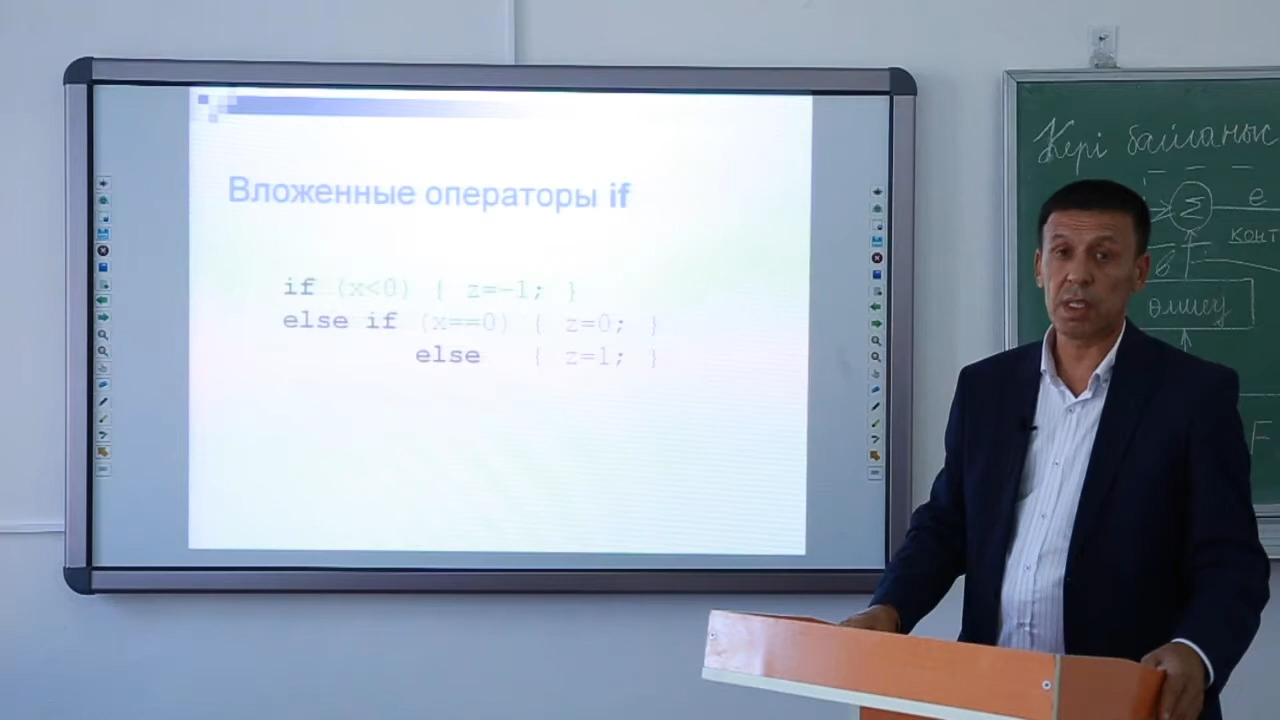 Вложенные операторы if
if (x<0) { z=-1; }
else if (x==0) { z=0; }
else { z=1; }
Кері байланыс
Σ e
конт
в
өлшеу
F